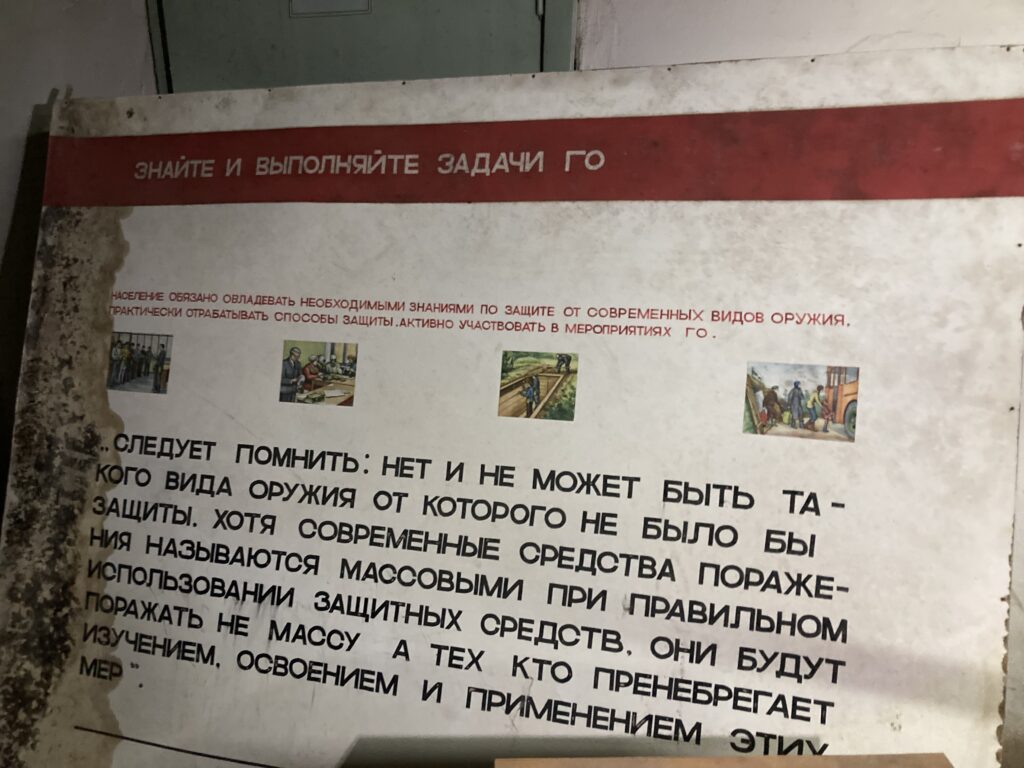 ЗНАЙТЕ И ВЫПОЛНЯЙТЕ ЗАДАЧИ ГО
НАСЕЛЕНИЕ ОБЯЗАНО ОВЛАДЕВАТЬ НЕОБХОДИМЫМИ ЗНАНИЯМИ ПО ЗАЩИТЕ ОТ СОВРЕМЕННЫХ ВИДОВ ОРУЖИЯ,
ПРАКТИЧЕСКИ ОТРАБАТЫВАТЬ СПОСОБЫ ЗАЩИТЫ, АКТИВНО УЧАСТВОВАТЬ В МЕРОПРИЯТИЯХ ГО.
„СЛЕДУЕТ ПОМНИТЬ: НЕТ И НЕ МОЖЕТ БЫТЬ ТА-
КОГО ВИДА ОРУЖИЯ ОТ КОТОРОГО НЕ БЫЛО БЫ
ЗАЩИТЫ. ХОТЯ СОВРЕМЕННЫЕ СРЕДСТВА ПОРАЖЕ-
НИЯ НАЗЫВАЮТСЯ МАССОВЫМИ ПРИ ПРАВИЛЬНОМ
ИСПОЛЬЗОВАНИИ ЗАЩИТНЫХ СРЕДСТВ, ОНИ БУДУТ
ПОРАЖАТЬ НЕ МАССУ А ТЕХ КТО ПРЕНЕБРЕГАЕТ
ИЗУЧЕНИЕМ, ОСВОЕНИЕМ И ПРИМЕНЕНИЕМ ЭТИХ
МЕР".